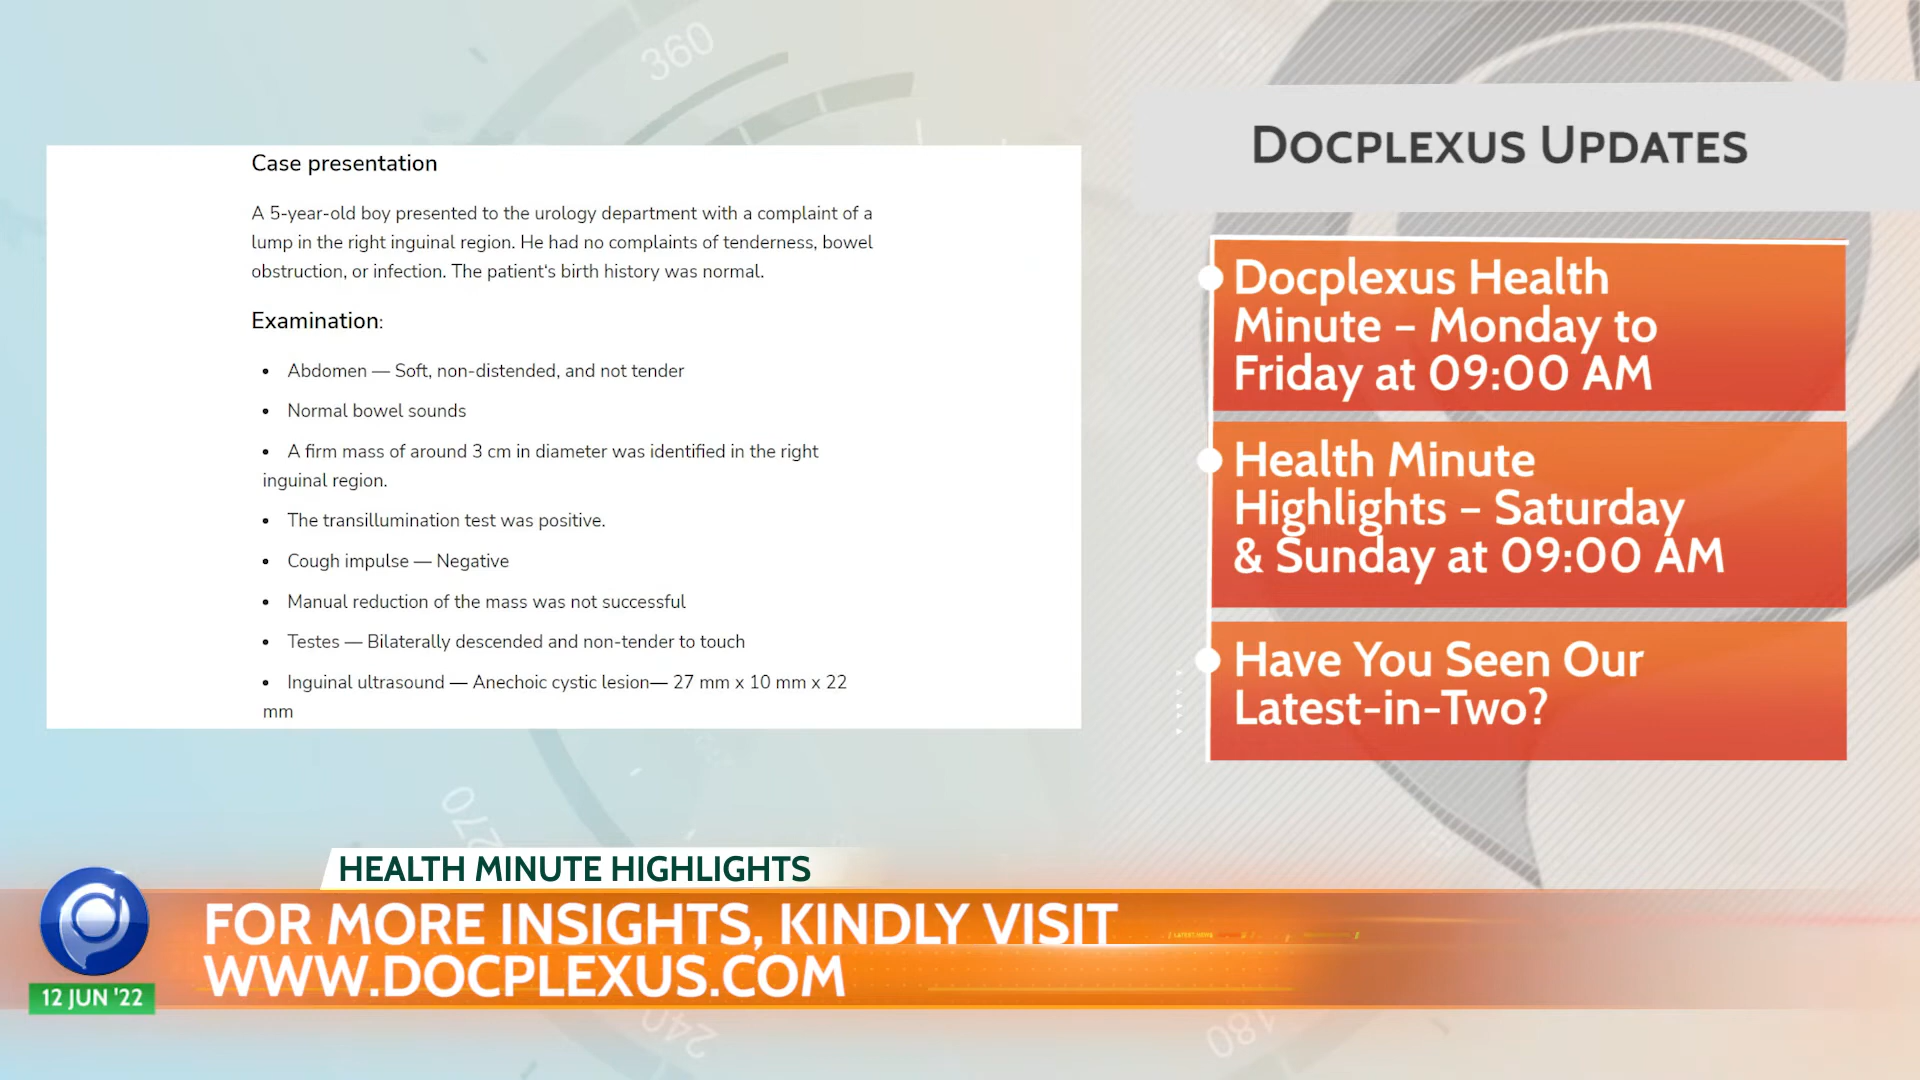 Case presentation
A 5-year-old boy presented to the urology department with a complaint of a
lump in the right inguinal region. He had no complaints of tenderness, bowel
obstruction, or infection. The patient's birth history was normal.
Examination:
• Abdomen — Soft, non-distended, and not tender
• Normal bowel sounds
• A firm mass of around 3 cm in diameter was identified in the right
inguinal region.
• The transillumination test was positive.
• Cough impulse — Negative
• Manual reduction of the mass was not successful
• Testes — Bilaterally descended and non-tender to touch
• Inguinal ultrasound — Anechoic cystic lesion— 27 mm x 10 mm x 22
mm
DOCPLEXUS UPDATES
Docplexus Health
Minute – Monday to
Friday at 09:00 AM
Health Minute
Highlights – Saturday
& Sunday at 09:00 AM
Have You Seen Our
Latest-in-Two?
HEALTH MINUTE HIGHLIGHTS
FOR MORE INSIGHTS, KINDLY VISIT
WWW.DOCPLEXUS.COM
12 JUN '22
360
270
240
180